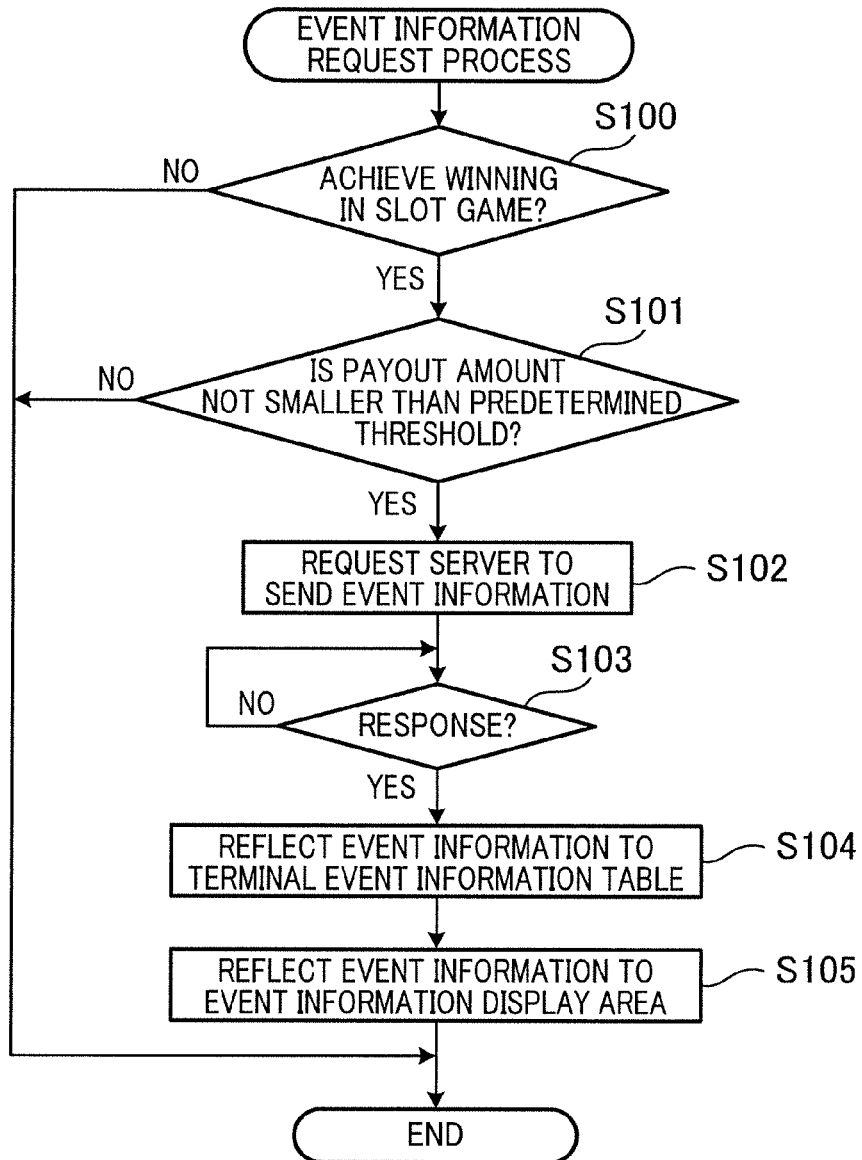 EVENT INFORMATION
REQUEST PROCESS
S100
NO
ACHIEVE WINNING
IN SLOT GAME?
YES
S101
NO
IS PAYOUT AMOUNT
NOT SMALLER THAN PREDETERMINED
THRESHOLD?
YES
REQUEST SERVER TO
SEND EVENT INFORMATION
S102
S103
NO
RESPONSE?
YES
REFLECT EVENT INFORMATION TO
TERMINAL EVENT INFORMATION TABLE
S104
REFLECT EVENT INFORMATION TO
EVENT INFORMATION DISPLAY AREA
S105
END